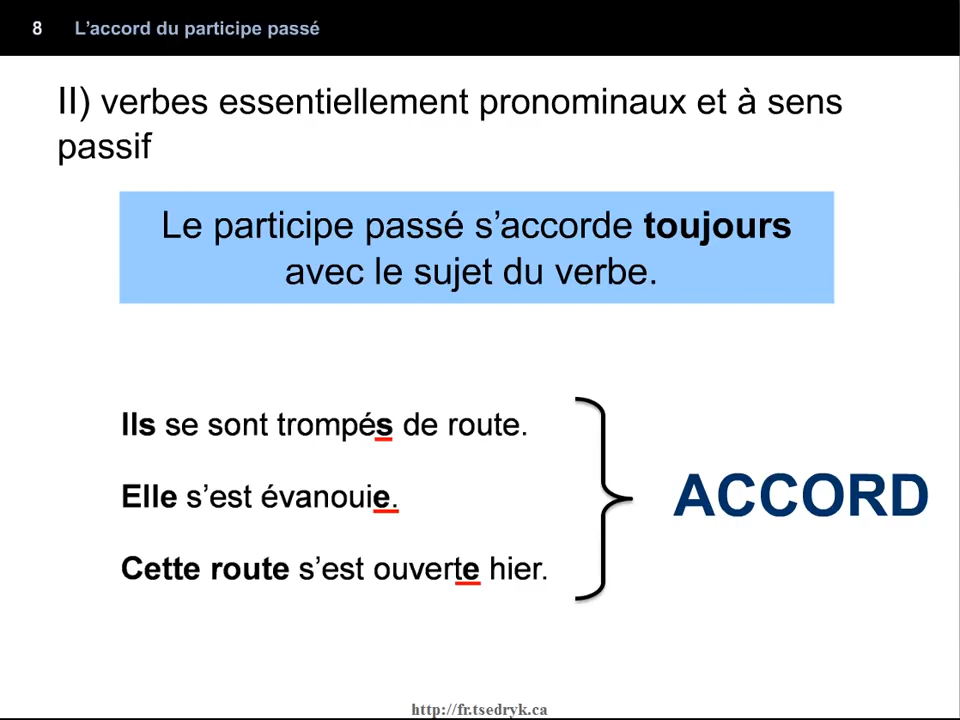 8 L’accord du participe passé
II) verbes essentiellement pronominaux et à sens
passif
Le participe passé s’accorde toujours
avec le sujet du verbe.
Ils se sont trompés de route.
Elle s’est évanouie.
Cette route s’est ouverte hier.
ACCORD
http://fr.tsedryk.ca